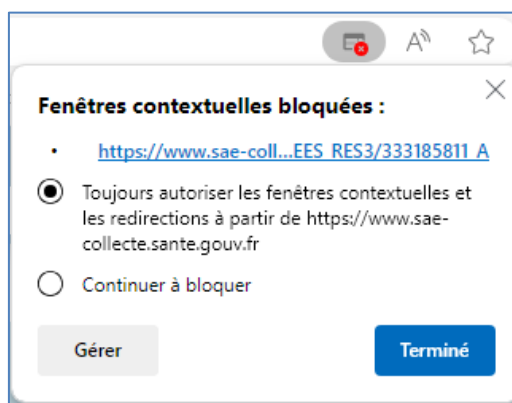 Fenêtres contextuelles bloquées :
• https://www.sae-coll...EES_RES3/333185811_A
Toujours autoriser les fenêtres contextuelles et
les redirections à partir de https://www.sae-
collecte.sante.gouv.fr
Continuer à bloquer
Gérer
Terminé